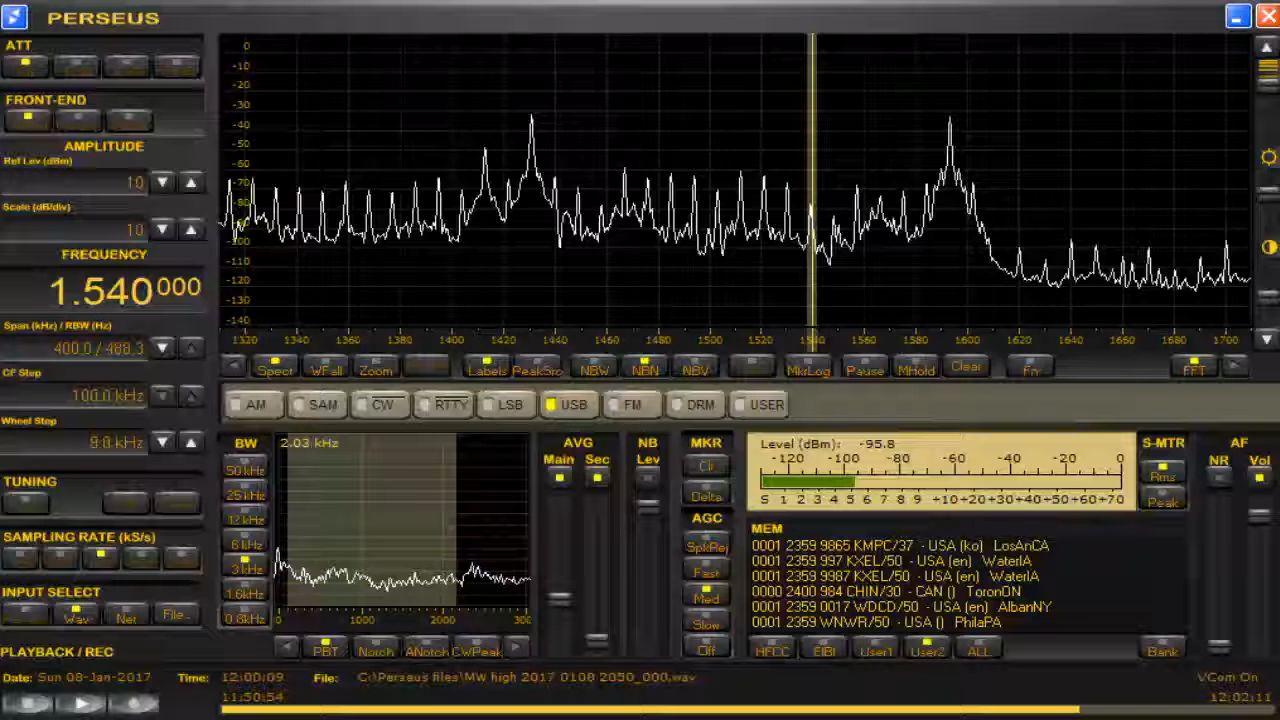 PERSEUS
ATT
FRONT-END
AMPLITUDE
Ref Lev (dBm)
10
Scale (dB/div)
10
FREQUENCY
1.540000
Span (kHz) / RBW (Hz)
400.0 / 488.3
CF Step
100.0 kHz
Wheel Step
9.0 kHz
TUNING
SAMPLING RATE (kS/s)
INPUT SELECT
Wav Net File
PLAYBACK / REC
0
-10
-20
-30
-40
-50
-60
-70
-80
-90
-100
-110
-120
-130
-140
1320 1340 1360 1380 1400 1420 1440 1460 1480 1500 1520 1540 1560 1580 1600 1620 1640 1660 1680 1700
Spect WFall Zoom Labels PeakSrc NBW NBN NBV MkrLog Pause MHold Clear Fn FFT
AM SAM CW RTTY LSB USB FM DRM USER
BW
50 kHz
25 kHz
12 kHz
6 kHz
3 kHz
1.6kHz
0.8kHz
2.03 kHz
0 1000 2000 300
PBT Notch ANotch CWPeak
AVG
Main Sec
NB
Lev
MKR
Clr
Delta
AGC
SplkRej
Fast
Med
Slow
Off
Level (dBm): -95.8
-120 -100 -80 -60 -40 -20 0
S 1 2 3 4 5 6 7 8 9 +10+20+30+40+50+60+70
S-MTR
Rms
Peak
AF
NR Vol
MEM
0001 2359 9865 KMPC/37 - USA (ko) LosAnCA
0001 2359 997 KXEL/50 - USA (en) WaterIA
0001 2359 9987 KXEL/50 - USA (en) WaterIA
0000 2400 984 CHIN/30 - CAN () ToronON
0001 2359 0017 WDCD/50 - USA (en) AlbanNY
0001 2359 WNWR/50 - USA () PhilaPA
HFCC EIBI User1 User2 ALL Bank
Date: Sun 08-Jan-2017 Time: 12:00:09 File: C:\Perseus files\MW high 2017 0108 2050_000.wav VCom On
11:50:54 12:02:11